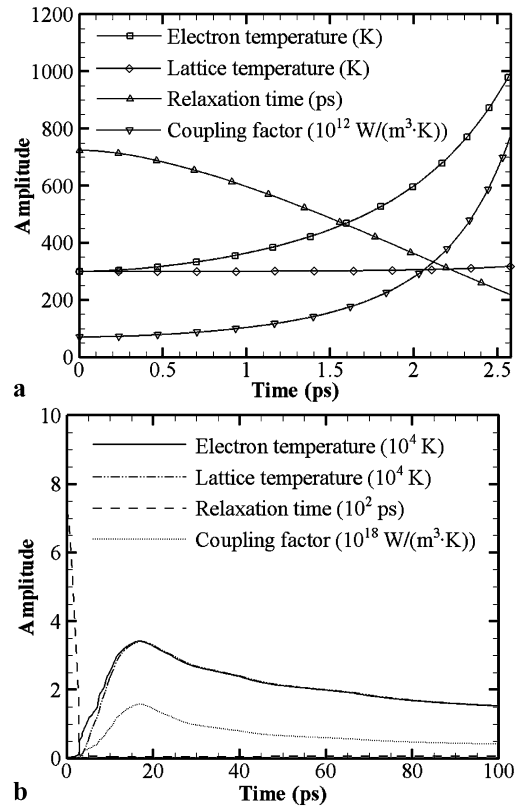 1200
1000
800
600
400
200
0
Amplitude
Electron temperature (K)
Lattice temperature (K)
Relaxation time (ps)
Coupling factor (10¹² W/(m³·K))
0 0.5 1 1.5 2 2.5
Time (ps)
a
10
8
6
4
2
0
Amplitude
Electron temperature (10⁴ K)
Lattice temperature (10⁴ K)
Relaxation time (10² ps)
Coupling factor (10¹⁸ W/(m³·K))
0 20 40 60 80 100
Time (ps)
b